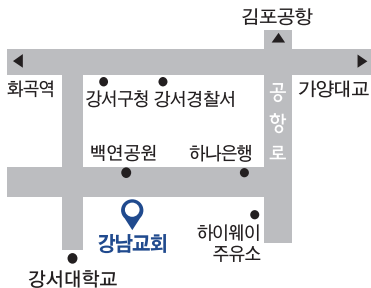 김포공항
화곡역
강서구청
강서경찰서
공항로
가양대교
백연공원
하나은행
강남교회
하이웨이
주유소
강서대학교